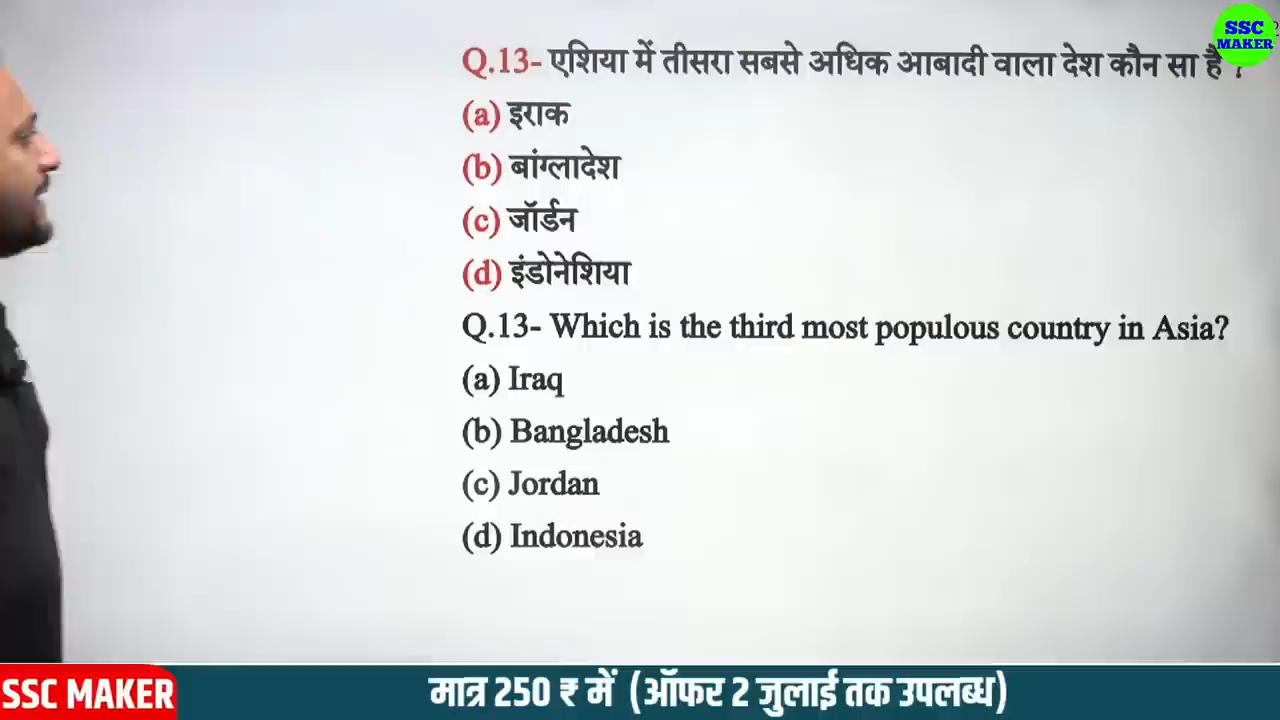 SSC
MAKER
Q.13- एशिया में तीसरा सबसे अधिक आबादी वाला देश कौन सा है ?
(a) इराक
(b) बांग्लादेश
(c) जॉर्डन
(d) इंडोनेशिया
Q.13- Which is the third most populous country in Asia?
(a) Iraq
(b) Bangladesh
(c) Jordan
(d) Indonesia
SSC MAKER मात्र 250 ₹ में (ऑफर 2 जुलाई तक उपलब्ध)